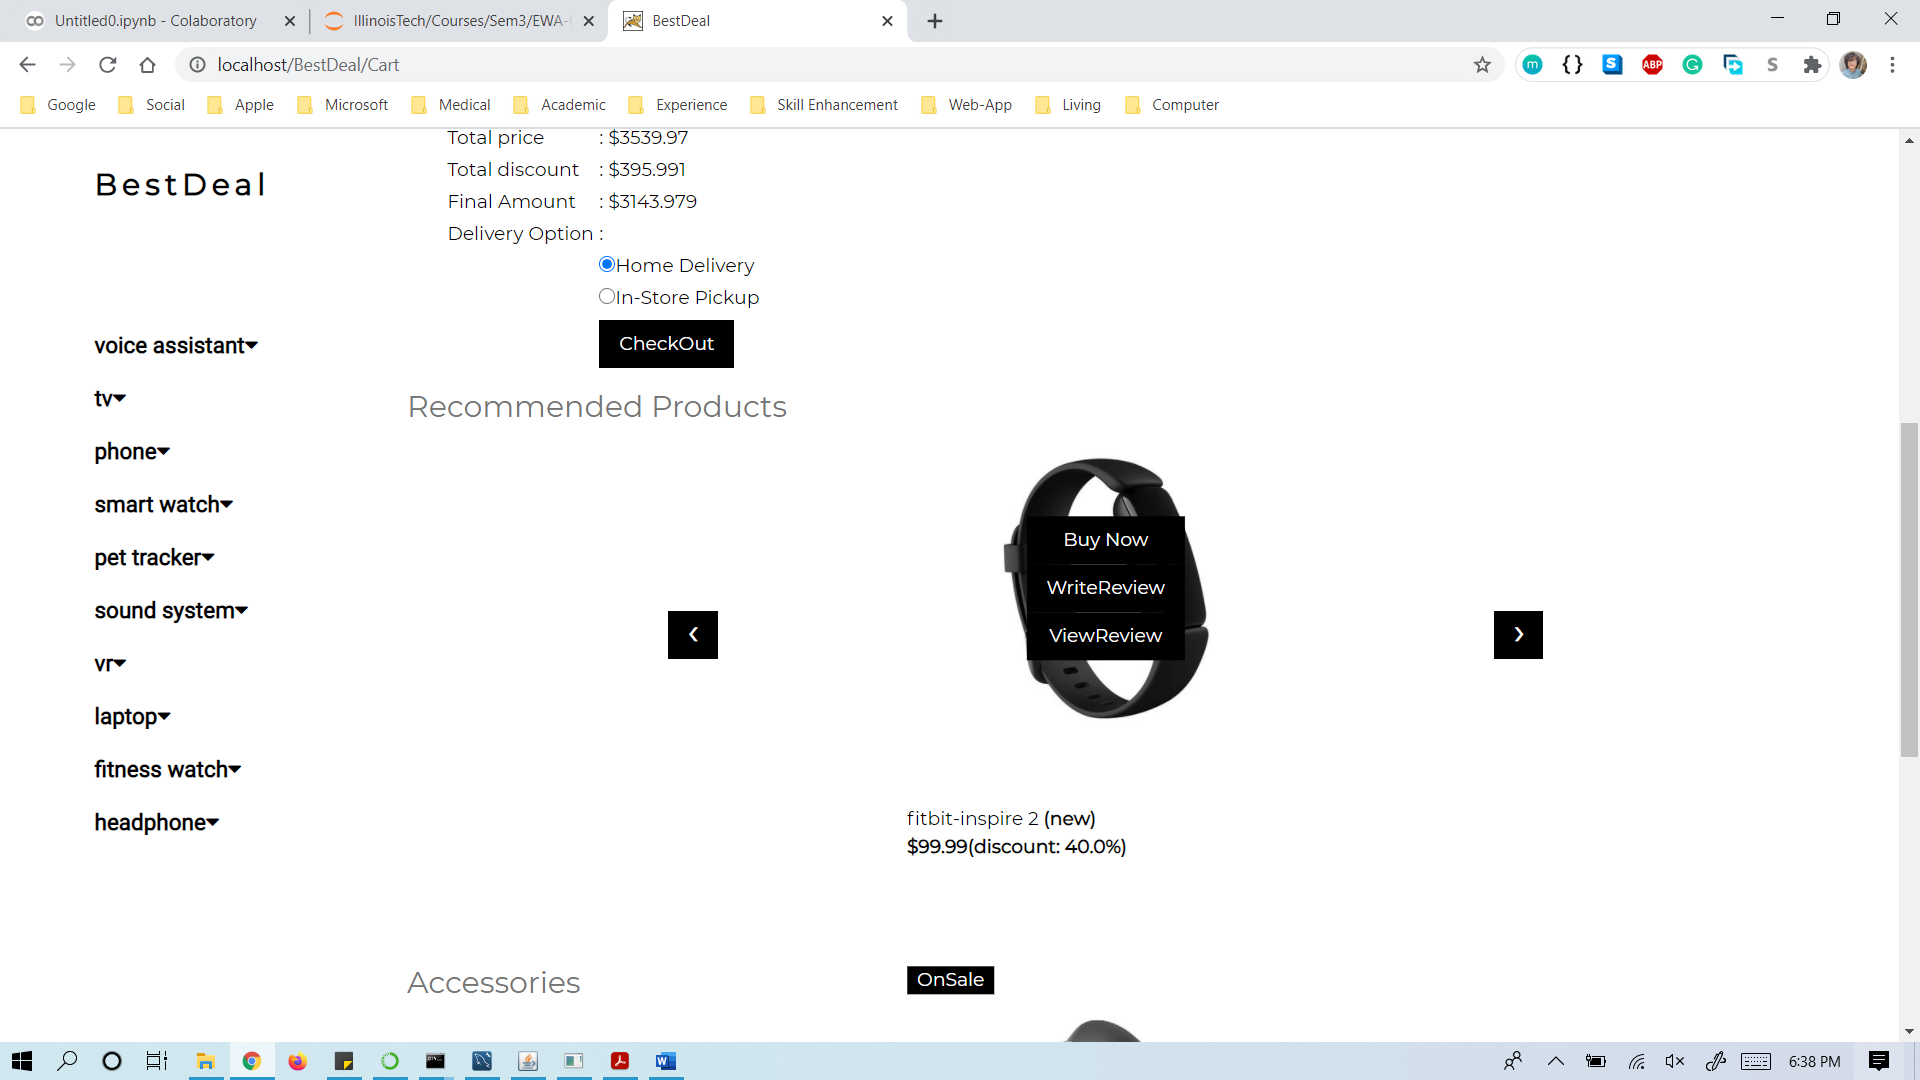 Untitled0.ipynb - Colaboratory
IllinoisTech/Courses/Sem3/EWA-
BestDeal
localhost/BestDeal/Cart
Google
Social
Apple
Microsoft
Medical
Academic
Experience
Skill Enhancement
Web-App
Living
Computer
BestDeal
voice assistant
tv
phone
smart watch
pet tracker
sound system
vr
laptop
fitness watch
headphone
Total price : $3539.97
Total discount : $395.991
Final Amount : $3143.979
Delivery Option :
Home Delivery
In-Store Pickup
CheckOut
Recommended Products
Buy Now
WriteReview
ViewReview
❮
❯
fitbit-inspire 2 (new)
$99.99(discount: 40.0%)
Accessories
OnSale
6:38 PM